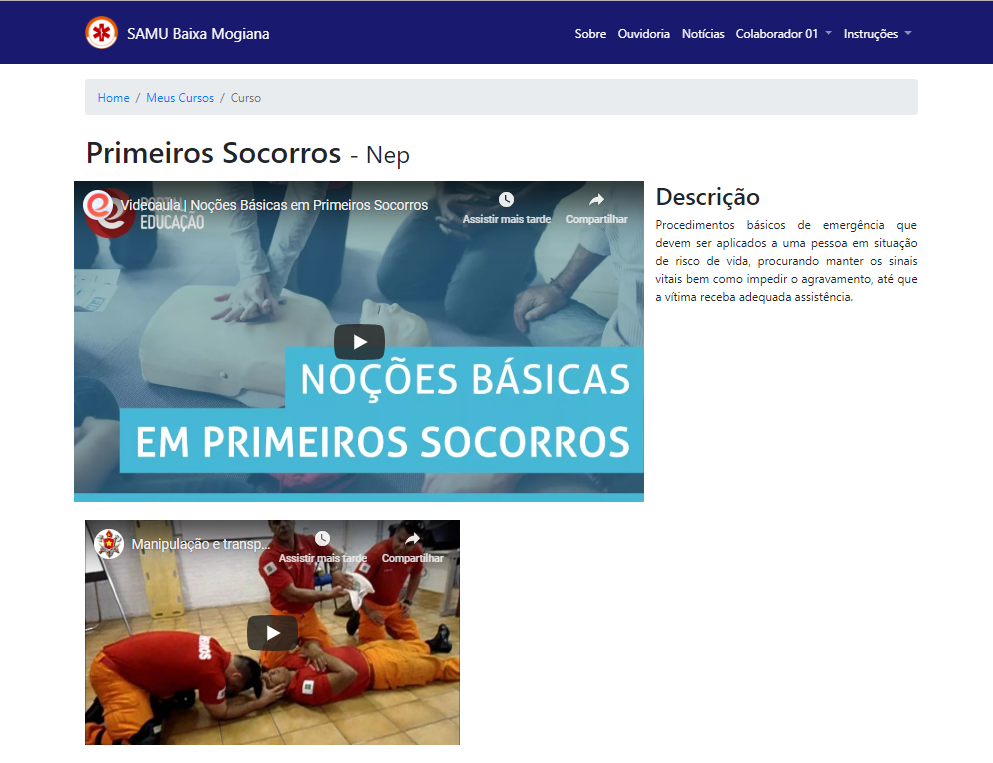 SAMU Baixa Mogiana
Sobre Ouvidoria Notícias Colaborador 01 Instruções
Home / Meus Cursos / Curso
Primeiros Socorros - Nep
Videoaula | Noções Básicas em Primeiros Socorros
EDUCAÇÃO
Assistir mais tarde Compartilhar
NOÇÕES BÁSICAS
EM PRIMEIROS SOCORROS
Descrição
Procedimentos básicos de emergência que
devem ser aplicados a uma pessoa em situação
de risco de vida, procurando manter os sinais
vitais bem como impedir o agravamento, até que
a vítima receba adequada assistência.
Manipulação e transp...
Assistir mais tarde Compartilhar